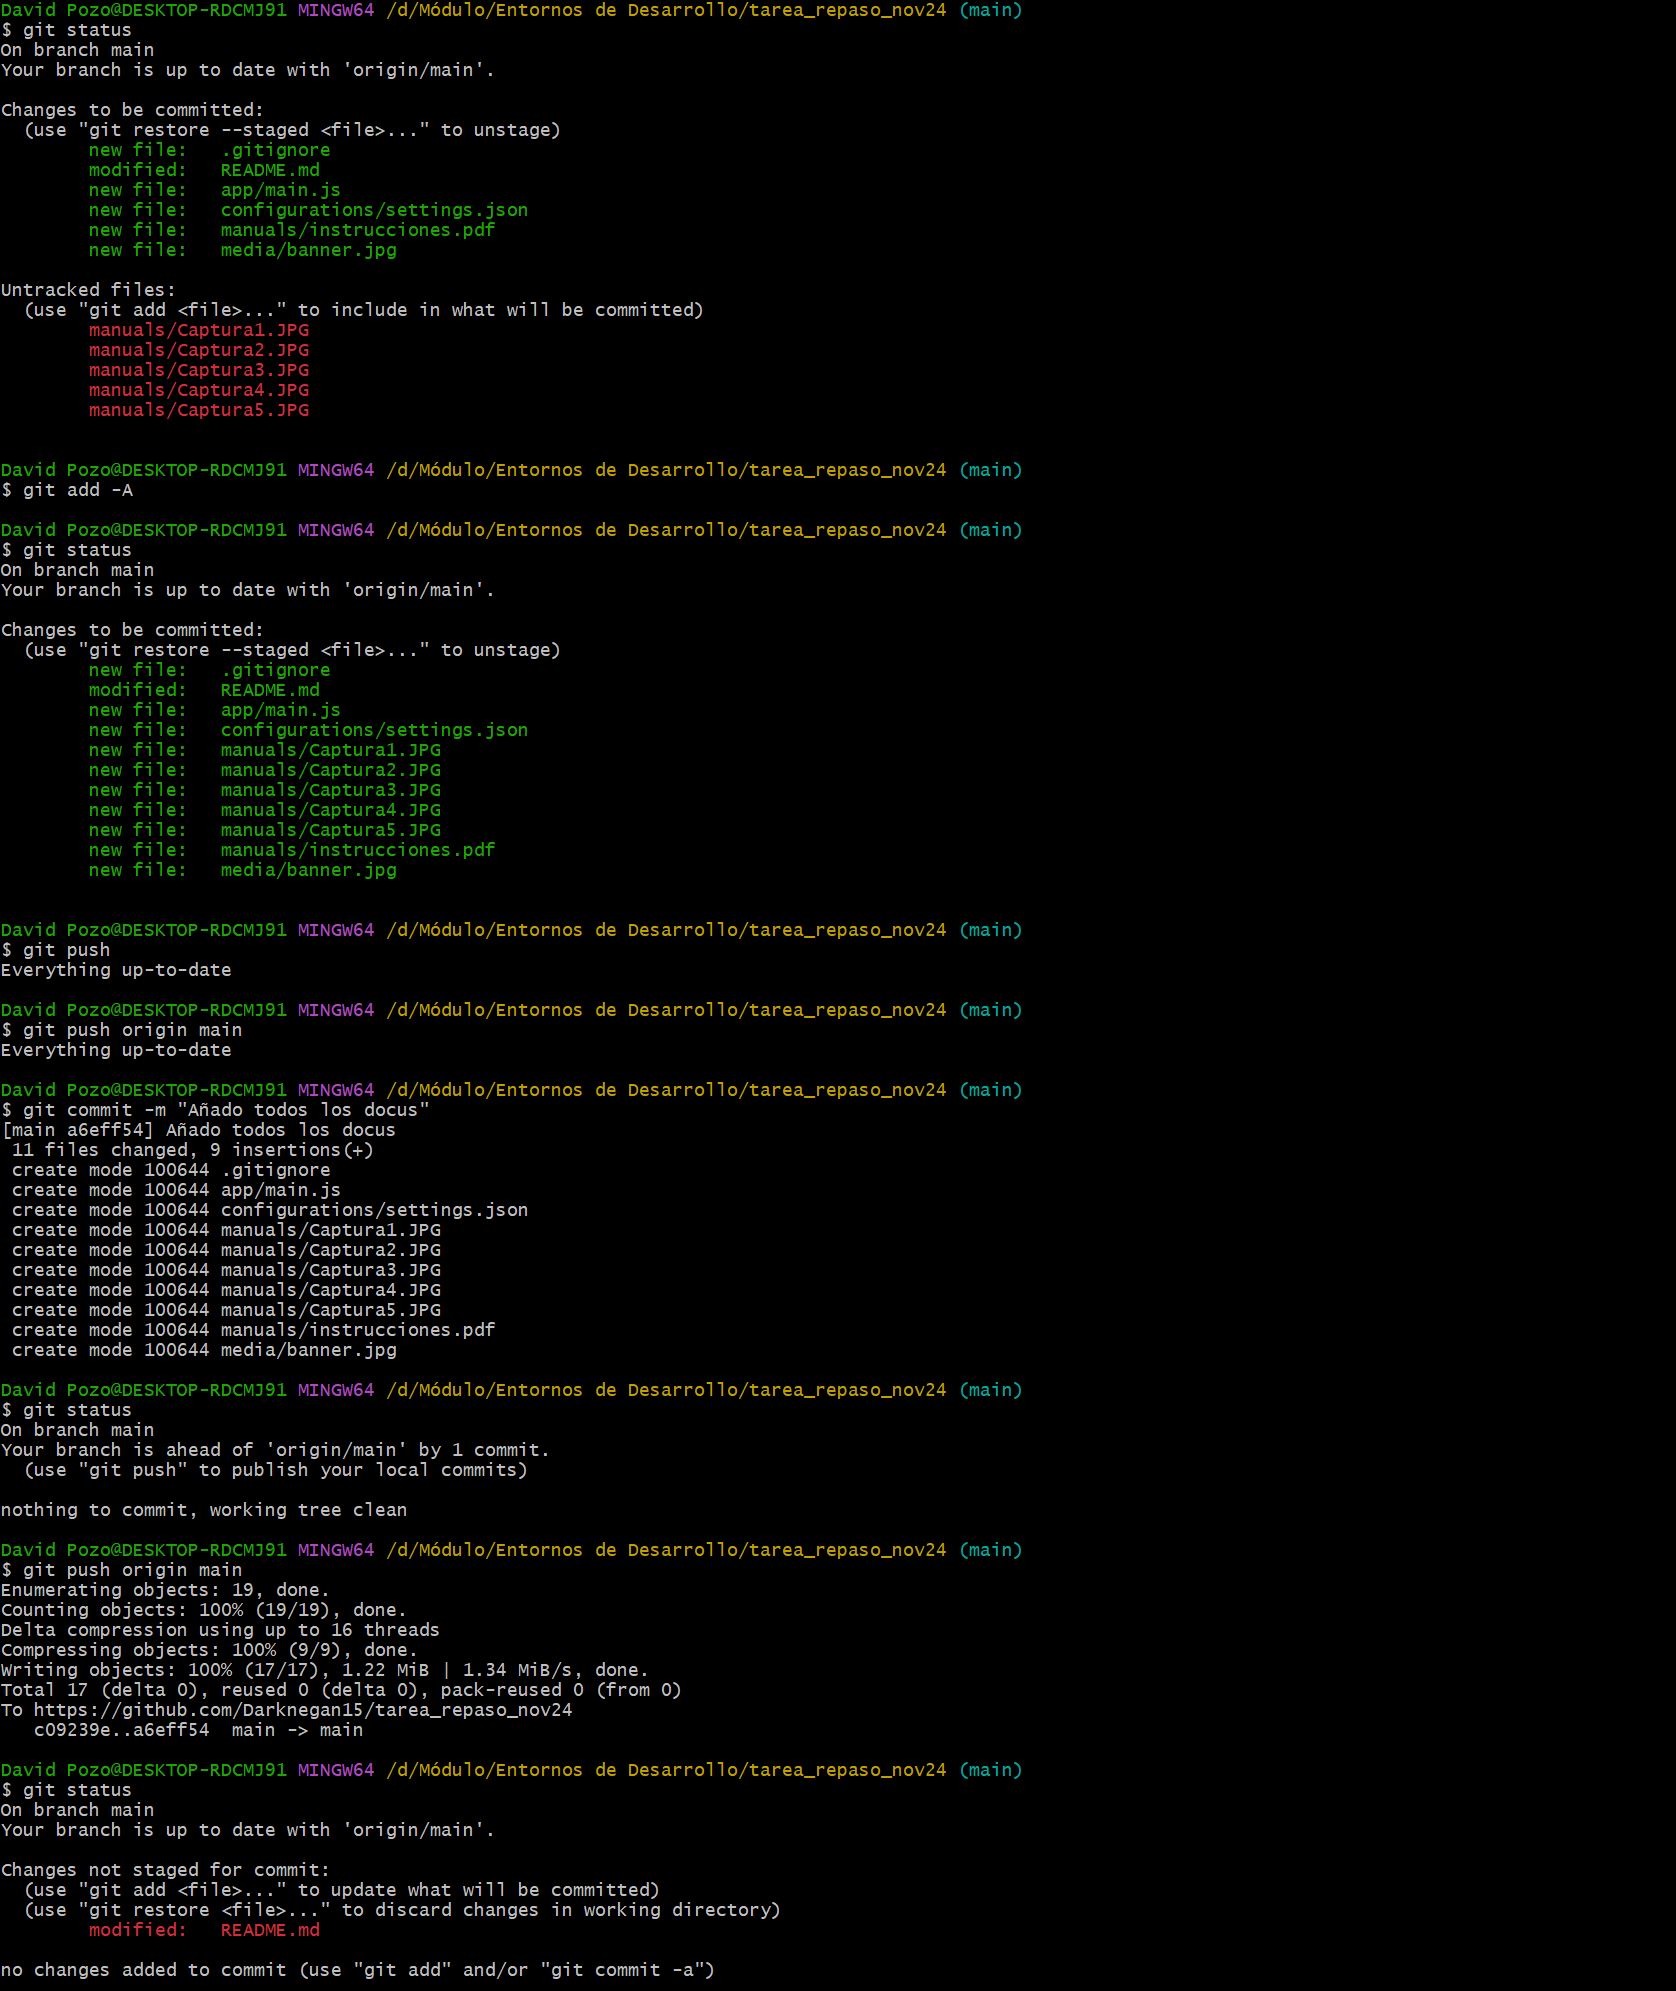 David Pozo@DESKTOP-RDCMJ91 MINGW64 /d/Módulo/Entornos de Desarrollo/tarea_repaso_nov24 (main)
$ git status
On branch main
Your branch is up to date with 'origin/main'.
Changes to be committed:
(use "git restore --staged <file>..." to unstage)
new file: .gitignore
modified: README.md
new file: app/main.js
new file: configurations/settings.json
new file: manuals/instrucciones.pdf
new file: media/banner.jpg
Untracked files:
(use "git add <file>..." to include in what will be committed)
manuals/Captura1.JPG
manuals/Captura2.JPG
manuals/Captura3.JPG
manuals/Captura4.JPG
manuals/Captura5.JPG
David Pozo@DESKTOP-RDCMJ91 MINGW64 /d/Módulo/Entornos de Desarrollo/tarea_repaso_nov24 (main)
$ git add -A
David Pozo@DESKTOP-RDCMJ91 MINGW64 /d/Módulo/Entornos de Desarrollo/tarea_repaso_nov24 (main)
$ git status
On branch main
Your branch is up to date with 'origin/main'.
Changes to be committed:
(use "git restore --staged <file>..." to unstage)
new file: .gitignore
modified: README.md
new file: app/main.js
new file: configurations/settings.json
new file: manuals/Captura1.JPG
new file: manuals/Captura2.JPG
new file: manuals/Captura3.JPG
new file: manuals/Captura4.JPG
new file: manuals/Captura5.JPG
new file: manuals/instrucciones.pdf
new file: media/banner.jpg
David Pozo@DESKTOP-RDCMJ91 MINGW64 /d/Módulo/Entornos de Desarrollo/tarea_repaso_nov24 (main)
$ git push
Everything up-to-date
David Pozo@DESKTOP-RDCMJ91 MINGW64 /d/Módulo/Entornos de Desarrollo/tarea_repaso_nov24 (main)
$ git push origin main
Everything up-to-date
David Pozo@DESKTOP-RDCMJ91 MINGW64 /d/Módulo/Entornos de Desarrollo/tarea_repaso_nov24 (main)
$ git commit -m "Añado todos los docus"
[main a6eff54] Añado todos los docus
11 files changed, 9 insertions(+)
create mode 100644 .gitignore
create mode 100644 app/main.js
create mode 100644 configurations/settings.json
create mode 100644 manuals/Captura1.JPG
create mode 100644 manuals/Captura2.JPG
create mode 100644 manuals/Captura3.JPG
create mode 100644 manuals/Captura4.JPG
create mode 100644 manuals/Captura5.JPG
create mode 100644 manuals/instrucciones.pdf
create mode 100644 media/banner.jpg
David Pozo@DESKTOP-RDCMJ91 MINGW64 /d/Módulo/Entornos de Desarrollo/tarea_repaso_nov24 (main)
$ git status
On branch main
Your branch is ahead of 'origin/main' by 1 commit.
(use "git push" to publish your local commits)
nothing to commit, working tree clean
David Pozo@DESKTOP-RDCMJ91 MINGW64 /d/Módulo/Entornos de Desarrollo/tarea_repaso_nov24 (main)
$ git push origin main
Enumerating objects: 19, done.
Counting objects: 100% (19/19), done.
Delta compression using up to 16 threads
Compressing objects: 100% (9/9), done.
Writing objects: 100% (17/17), 1.22 MiB | 1.34 MiB/s, done.
Total 17 (delta 0), reused 0 (delta 0), pack-reused 0 (from 0)
To https://github.com/Darknegan15/tarea_repaso_nov24
c09239e..a6eff54 main -> main
David Pozo@DESKTOP-RDCMJ91 MINGW64 /d/Módulo/Entornos de Desarrollo/tarea_repaso_nov24 (main)
$ git status
On branch main
Your branch is up to date with 'origin/main'.
Changes not staged for commit:
(use "git add <file>..." to update what will be committed)
(use "git restore <file>..." to discard changes in working directory)
modified: README.md
no changes added to commit (use "git add" and/or "git commit -a")